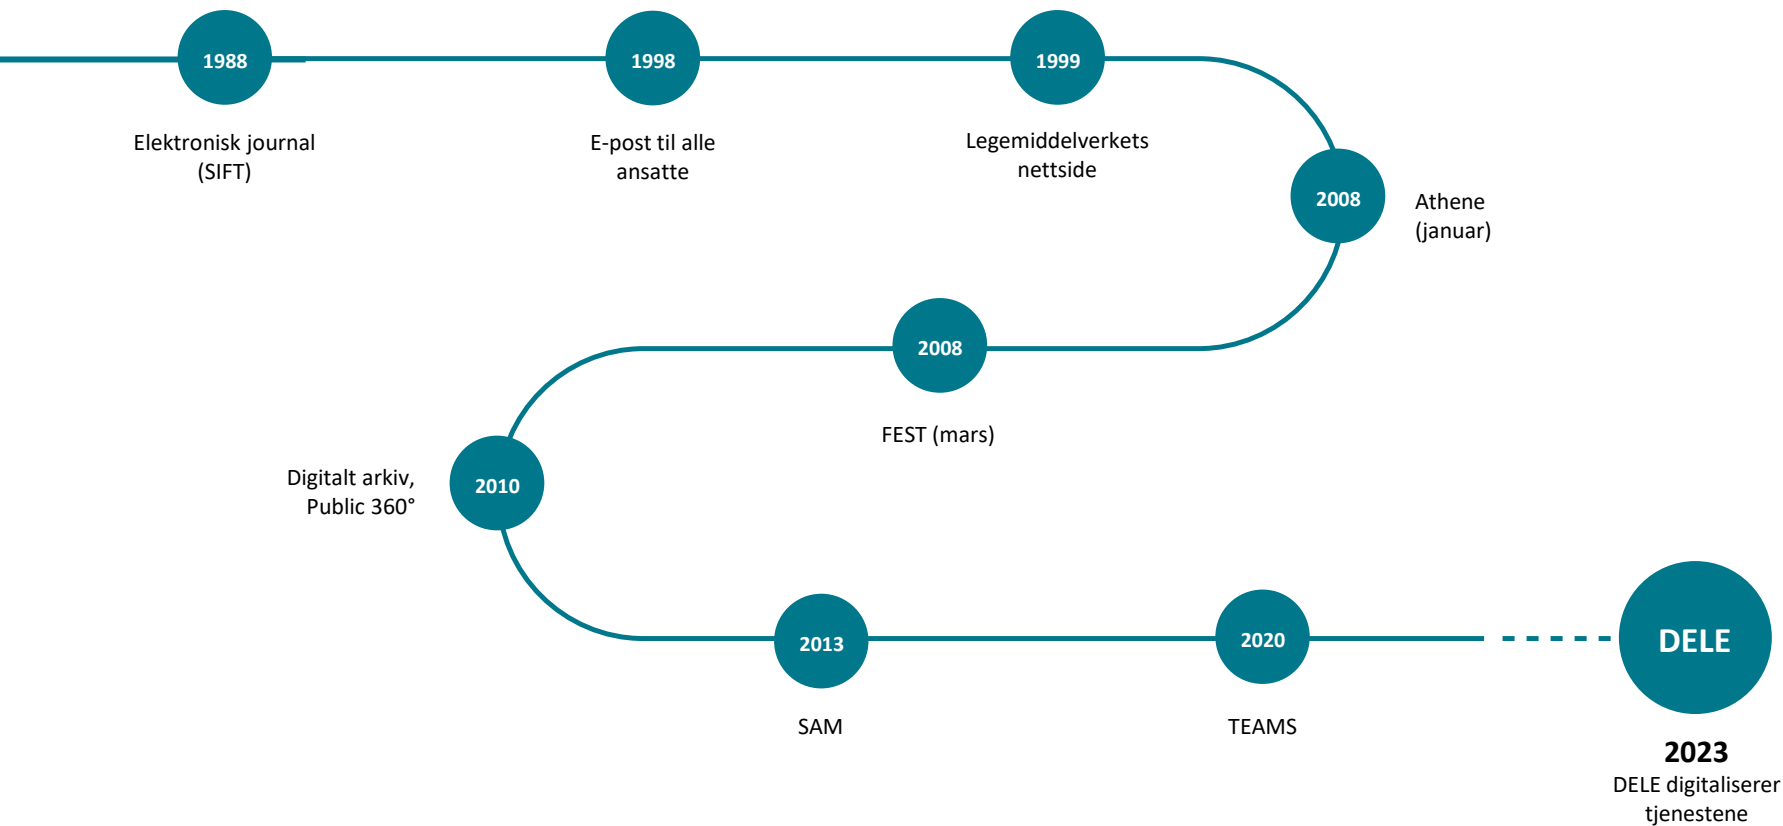 1988
Elektronisk journal
(SIFT)
1998
E-post til alle
ansatte
1999
Legemiddelverkets
nettside
2008
Athene
(januar)
2008
FEST (mars)
2010
Digitalt arkiv,
Public 360°
2013
SAM
2020
TEAMS
DELE
2023
DELE digitaliserer
tjenestene